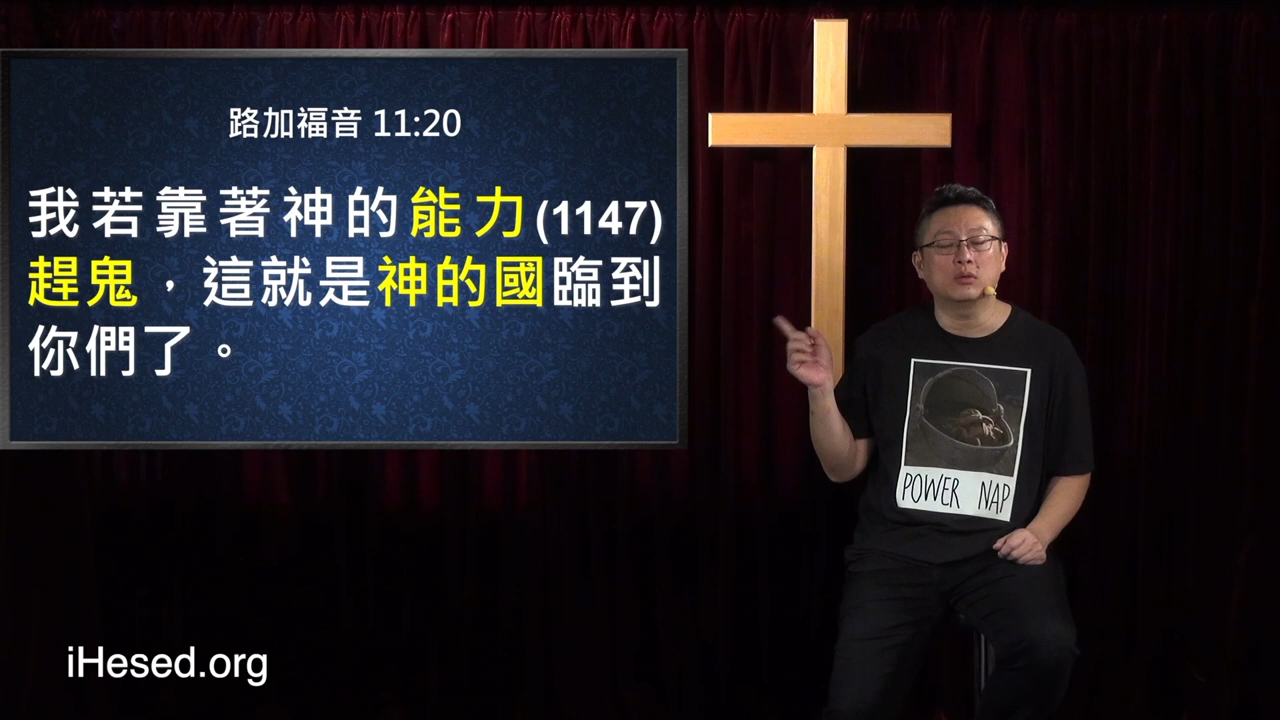 路加福音 11:20
我若靠著神的能力(1147)
趕鬼，這就是神的國臨到
你們了。
POWER NAP
iHesed.org